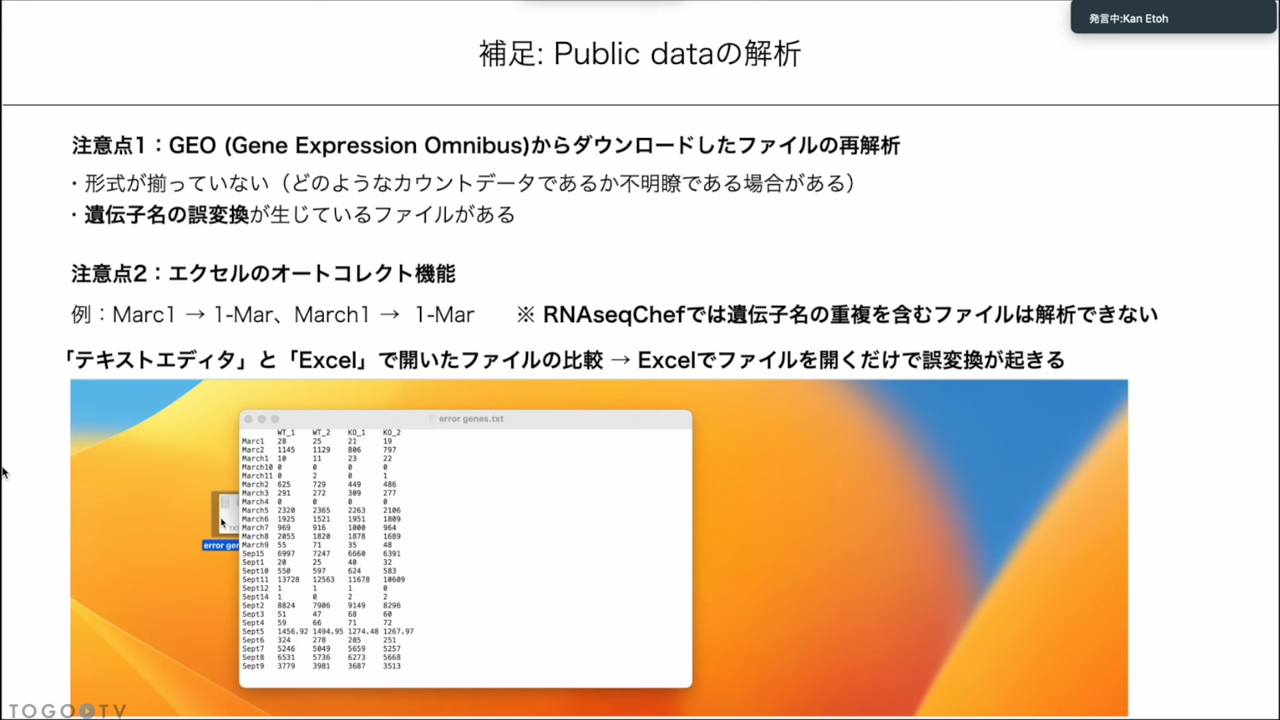 発言中:Kan Etoh
補足: Public dataの解析
注意点1：GEO (Gene Expression Omnibus)からダウンロードしたファイルの再解析
・形式が揃っていない（どのようなカウントデータであるか不明瞭である場合がある）
・遺伝子名の誤変換が生じているファイルがある
注意点2：エクセルのオートコレクト機能
例：Marc1 → 1-Mar、March1 → 1-Mar ※ RNAseqChefでは遺伝子名の重複を含むファイルは解析できない
「テキストエディタ」と「Excel」で開いたファイルの比較 → Excelでファイルを開くだけで誤変換が起きる
error genes.txt
WT_1 WT_2 KO_1 KO_2
Marc1 28 25 21 19
Marc2 1145 1129 806 797
March1 10 11 23 22
March10 0 0 0 0
March11 0 2 0 1
March2 625 729 449 486
March3 291 272 309 277
March4 0 0 0 0
March5 2320 2365 2263 2106
March6 1925 1521 1951 1809
March7 969 916 1000 964
March8 2055 1820 1878 1689
March9 55 71 35 48
Sep15 6997 7247 6660 6391
Sept1 20 25 40 32
Sept10 550 597 624 583
Sept11 13728 12563 11678 10609
Sept12 1 1 1 0
Sept14 1 0 2 2
Sept2 8824 7906 9149 8296
Sept3 51 47 68 60
Sept4 59 66 71 72
Sept5 1456.92 1494.95 1274.48 1267.97
Sept6 324 278 285 251
Sept7 5246 5049 5659 5257
Sept8 6531 5736 6273 5668
Sept9 3779 3981 3687 3513
error gen
TOGO TV